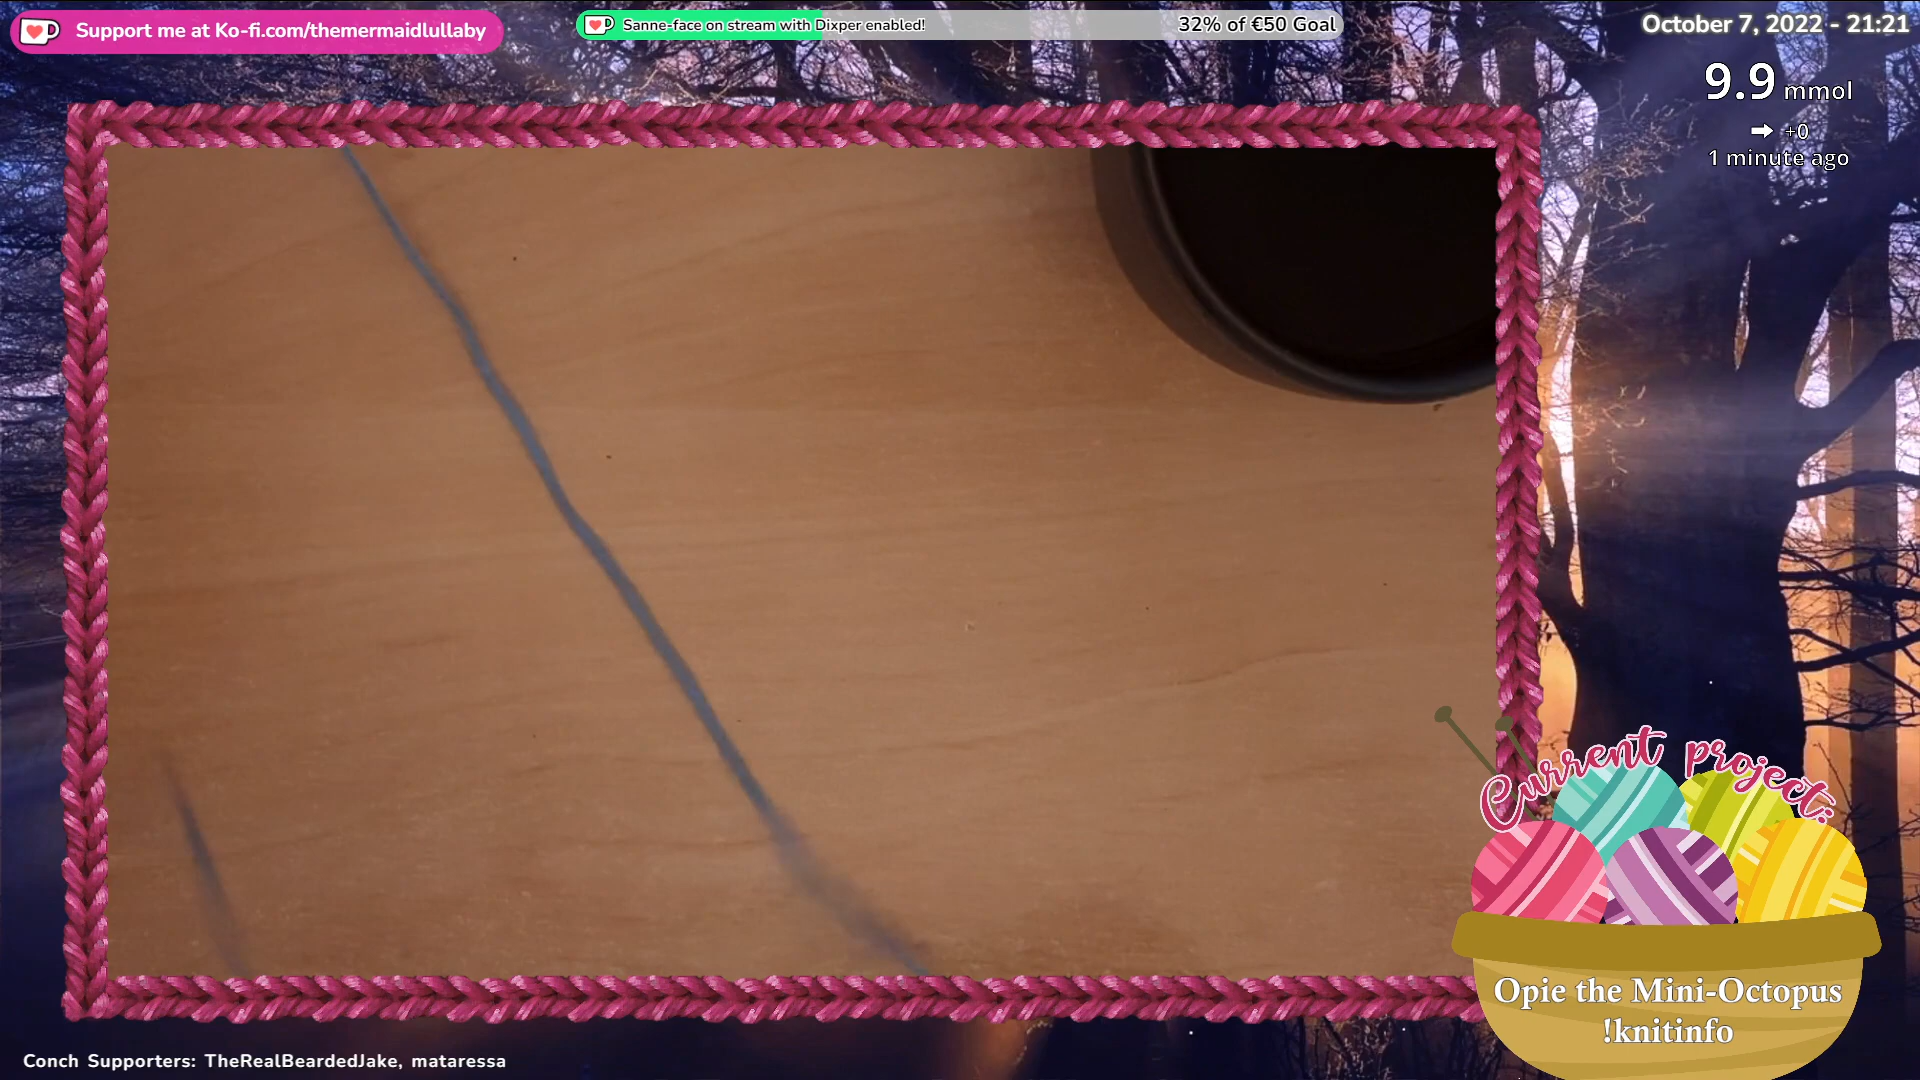 Support me at Ko-fi.com/themermaidlullaby
Sanne-face on stream with Dixper enabled!
32% of €50 Goal
October 7, 2022 - 21:21
9.9 mmol
➡ +0
1 minute ago
Current project:
Opie the Mini-Octopus
!knitinfo
Conch Supporters: TheRealBeardedJake, mataressa